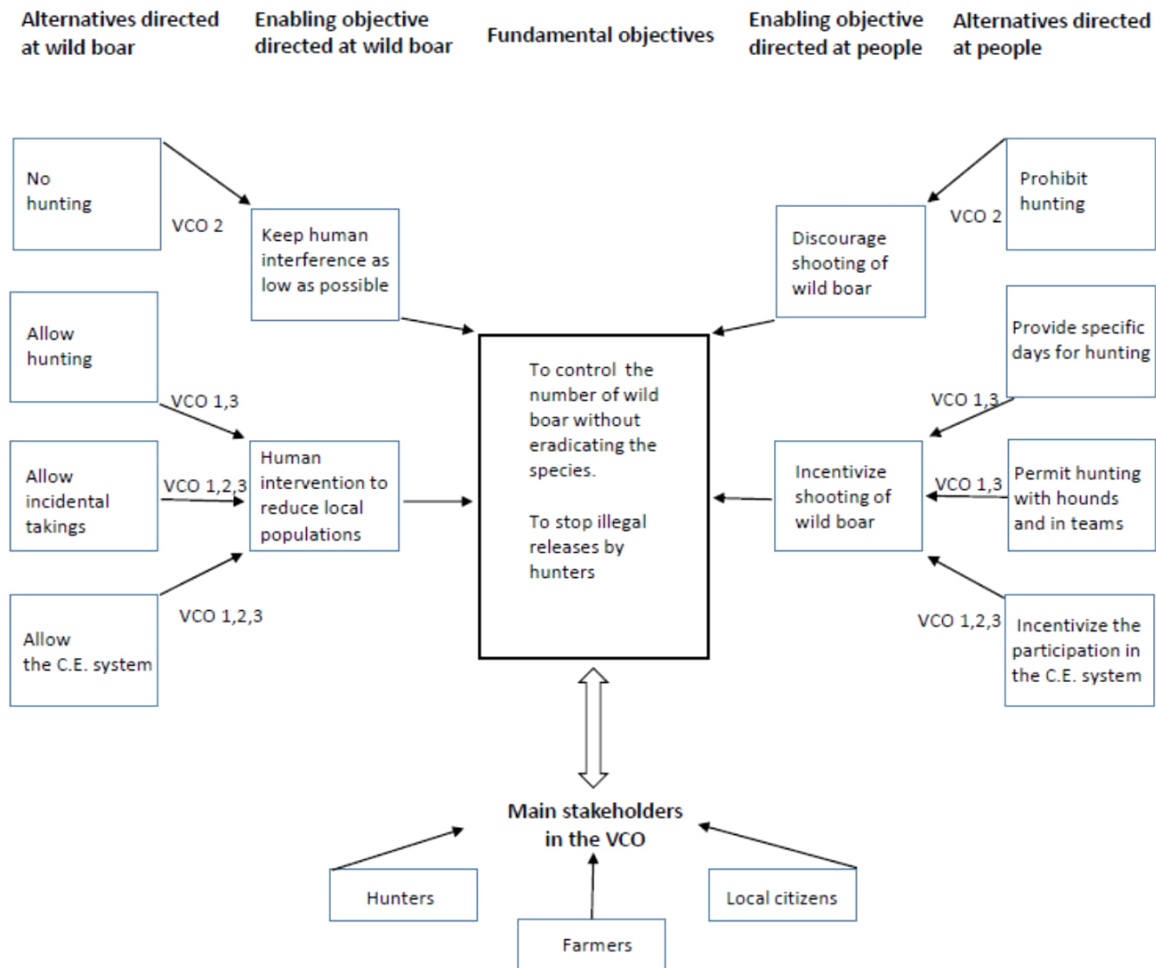 Alternatives directed
at wild boar
Enabling objective
directed at wild boar
Fundamental objectives
Enabling objective
directed at people
Alternatives directed
at people
No
hunting
VCO 2
Keep human
interference as
low as possible
Allow
hunting
VCO 1,3
Allow
incidental
takings
VCO 1,2,3
Human
intervention to
reduce local
populations
Allow
the C.E. system
VCO 1,2,3
To control the
number of wild
boar without
eradicating the
species.
To stop illegal
releases by
hunters
Discourage
shooting of
wild boar
VCO 2
Prohibit
hunting
Provide specific
days for hunting
VCO 1,3
Incentivize
shooting of
wild boar
VCO 1,3
Permit hunting
with hounds
and in teams
VCO 1,2,3
Incentivize the
participation in
the C.E. system
Main stakeholders
in the VCO
Hunters
Farmers
Local citizens